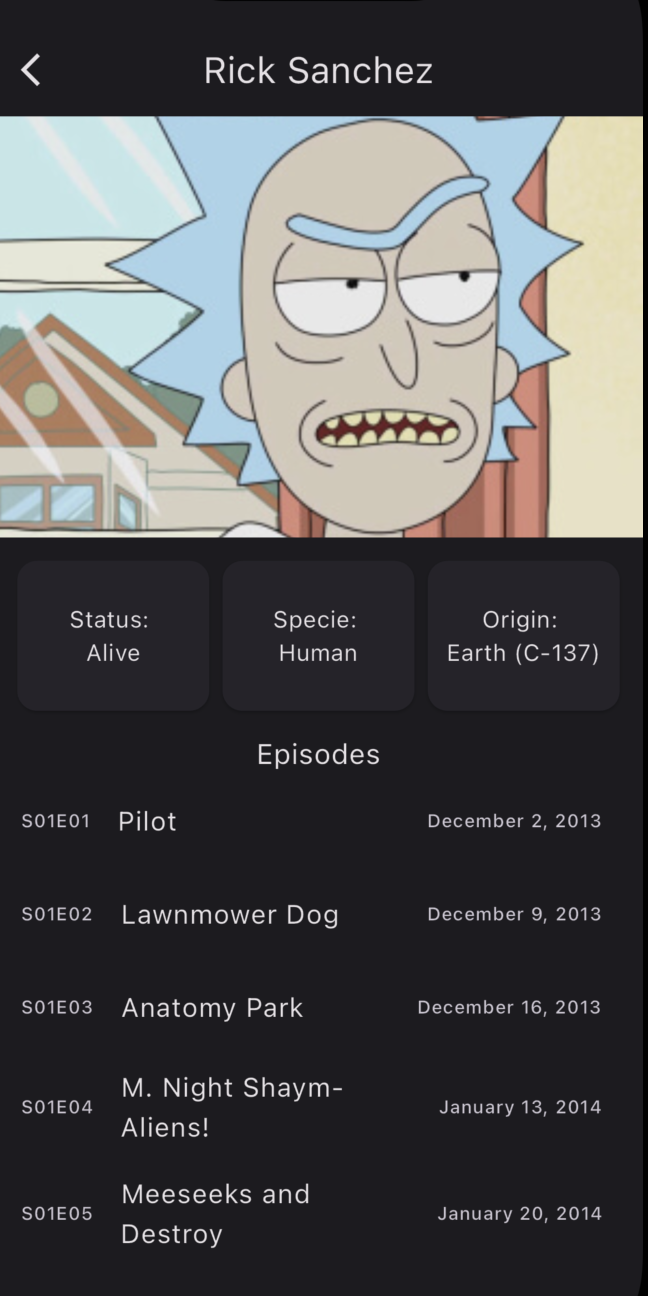 Rick Sanchez
Status:
Alive
Specie:
Human
Origin:
Earth (C-137)
Episodes
S01E01 Pilot December 2, 2013
S01E02 Lawnmower Dog December 9, 2013
S01E03 Anatomy Park December 16, 2013
S01E04 M. Night Shaym-
Aliens! January 13, 2014
S01E05 Meeseeks and
Destroy January 20, 2014